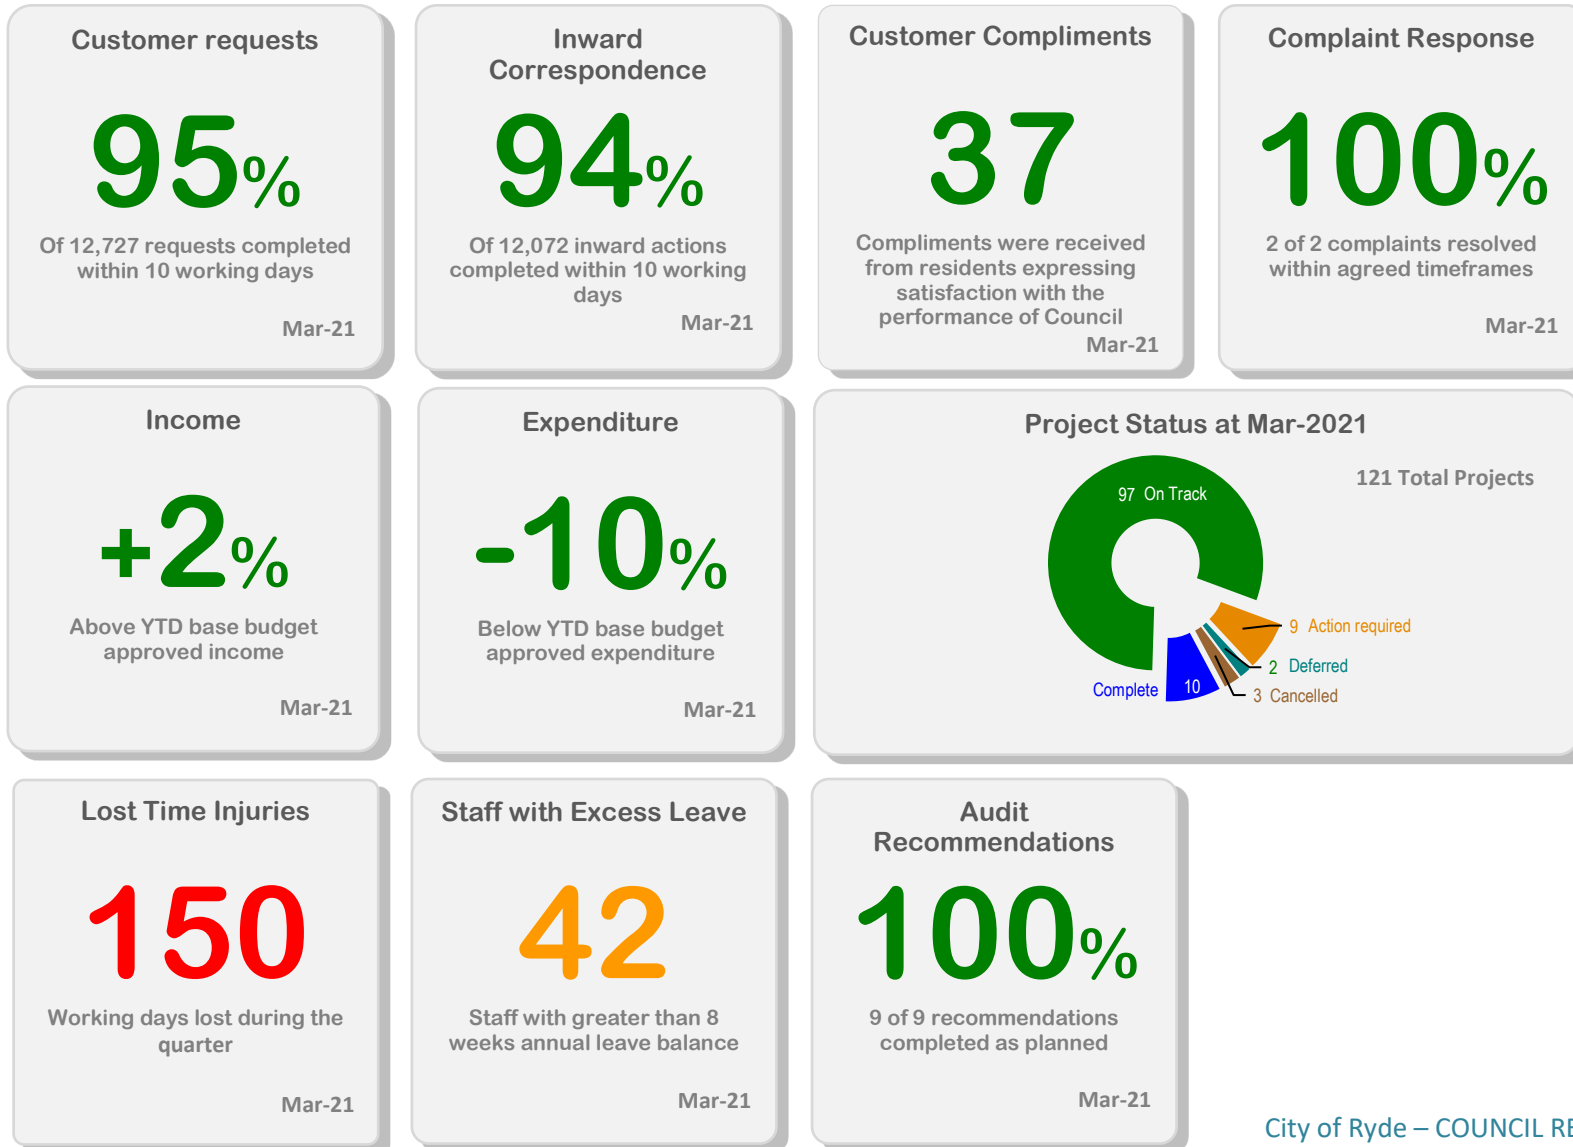 Customer requests
95%
Of 12,727 requests completed
within 10 working days
Mar-21
Inward
Correspondence
94%
Of 12,072 inward actions
completed within 10 working
days
Mar-21
Customer Compliments
37
Compliments were received
from residents expressing
satisfaction with the
performance of Council
Mar-21
Complaint Response
100%
2 of 2 complaints resolved
within agreed timeframes
Mar-21
Income
+2%
Above YTD base budget
approved income
Mar-21
Expenditure
-10%
Below YTD base budget
approved expenditure
Mar-21
Project Status at Mar-2021
121 Total Projects
97 On Track
9 Action required
2 Deferred
3 Cancelled
Complete 10
Lost Time Injuries
150
Working days lost during the
quarter
Mar-21
Staff with Excess Leave
42
Staff with greater than 8
weeks annual leave balance
Mar-21
Audit
Recommendations
100%
9 of 9 recommendations
completed as planned
Mar-21
City of Ryde – COUNCIL RE